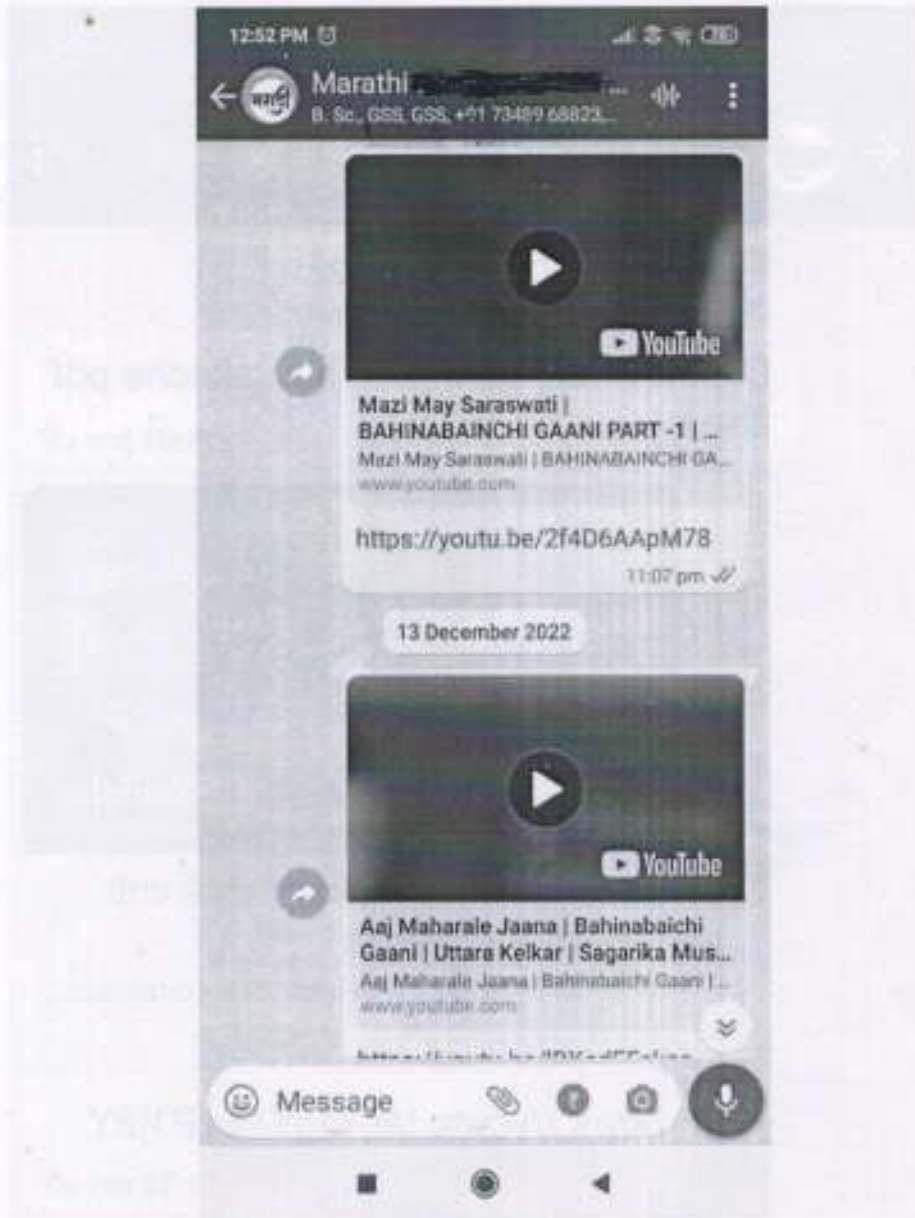 12:52 PM
मराठी
Marathi
B. Sc., GSS, GSS, +91 73489 68823,...
YouTube
Mazi May Saraswati |
BAHINABAINCHI GAANI PART -1 | ...
Mazi May Saraswati | BAHINABAINCHI GA...
www.youtube.com
https://youtu.be/2f4D6AApM78
11:07 pm
13 December 2022
YouTube
Aaj Maharale Jaana | Bahinabaichi
Gaani | Uttara Kelkar | Sagarika Mus...
Aaj Maharale Jaana | Bahinabaichi Gaani |...
www.youtube.com
Message